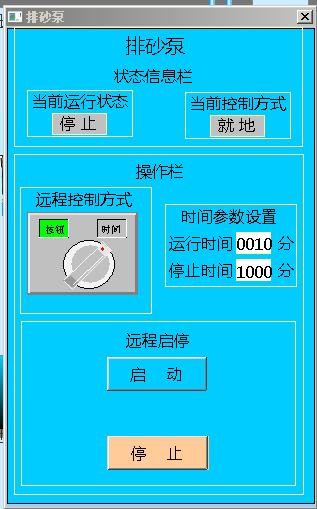 排砂泵
排砂泵
状态信息栏
当前运行状态
停 止
当前控制方式
就 地
操作栏
远程控制方式
按钮 时间
时间参数设置
运行时间 0010 分
停止时间 1000 分
远程启停
启 动
停 止